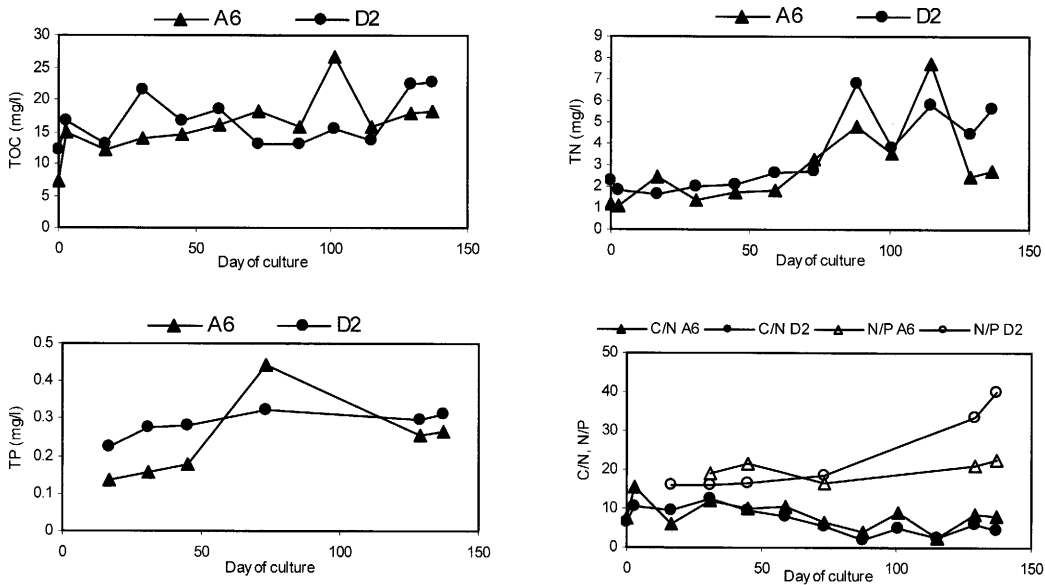 A6 D2
30
25
20
15
10
5
0
TOC (mg/l)
0 50 100 150
Day of culture
A6 D2
9
8
7
6
5
4
3
2
1
0
TN (mg/l)
0 50 100 150
Day of culture
A6 D2
0.5
0.4
0.3
0.2
0.1
0
TP (mg/l)
0 50 100 150
Day of culture
C/N A6 C/N D2 N/P A6 N/P D2
50
40
30
20
10
0
C/N, N/P
0 50 100 150
Day of culture